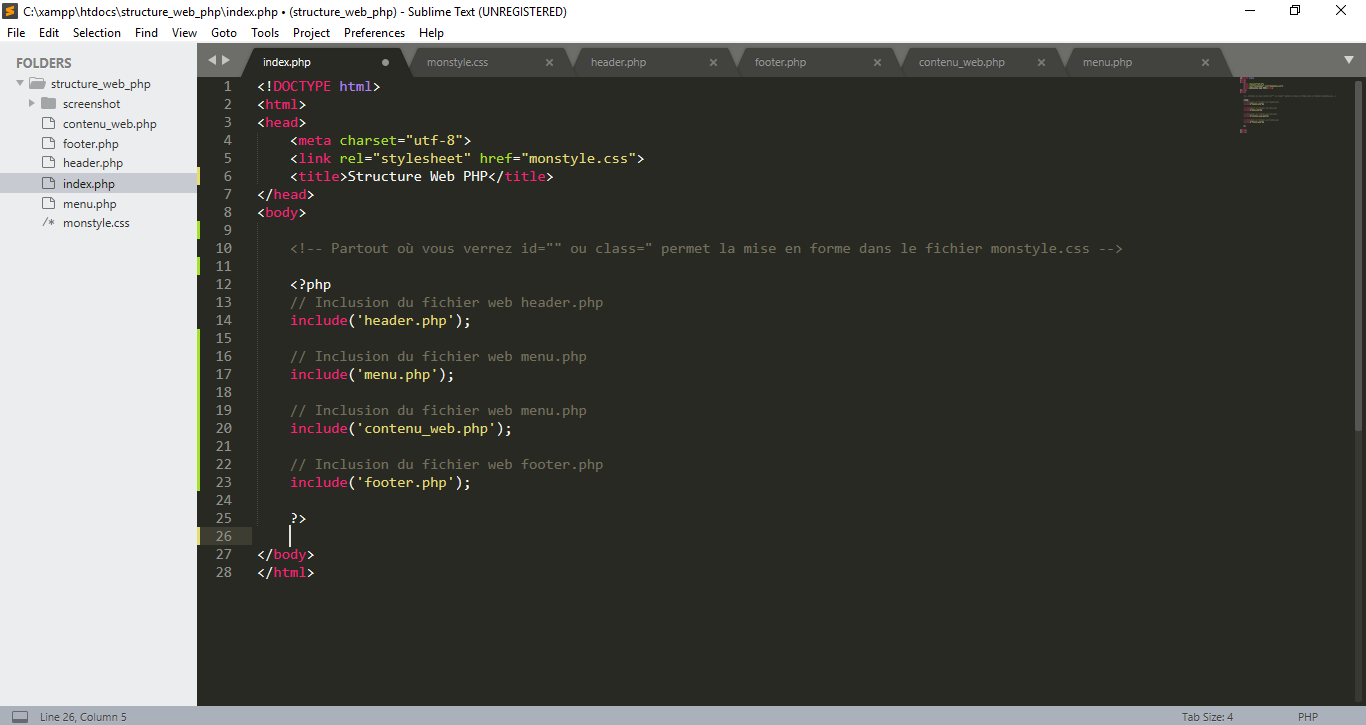 C:\xampp\htdocs\structure_web_php\index.php • (structure_web_php) - Sublime Text (UNREGISTERED)
File Edit Selection Find View Goto Tools Project Preferences Help
FOLDERS
structure_web_php
screenshot
contenu_web.php
footer.php
header.php
index.php
menu.php
monstyle.css
index.php monstyle.css header.php footer.php contenu_web.php menu.php
1 <!DOCTYPE html>
2 <html>
3 <head>
4 <meta charset="utf-8">
5 <link rel="stylesheet" href="monstyle.css">
6 <title>Structure Web PHP</title>
7 </head>
8 <body>
9
10 <!-- Partout où vous verrez id="" ou class=" permet la mise en forme dans le fichier monstyle.css -->
11
12 <?php
13 // Inclusion du fichier web header.php
14 include('header.php');
15
16 // Inclusion du fichier web menu.php
17 include('menu.php');
18
19 // Inclusion du fichier web menu.php
20 include('contenu_web.php');
21
22 // Inclusion du fichier web footer.php
23 include('footer.php');
24
25 ?>
26
27 </body>
28 </html>
Line 26, Column 5 Tab Size: 4 PHP